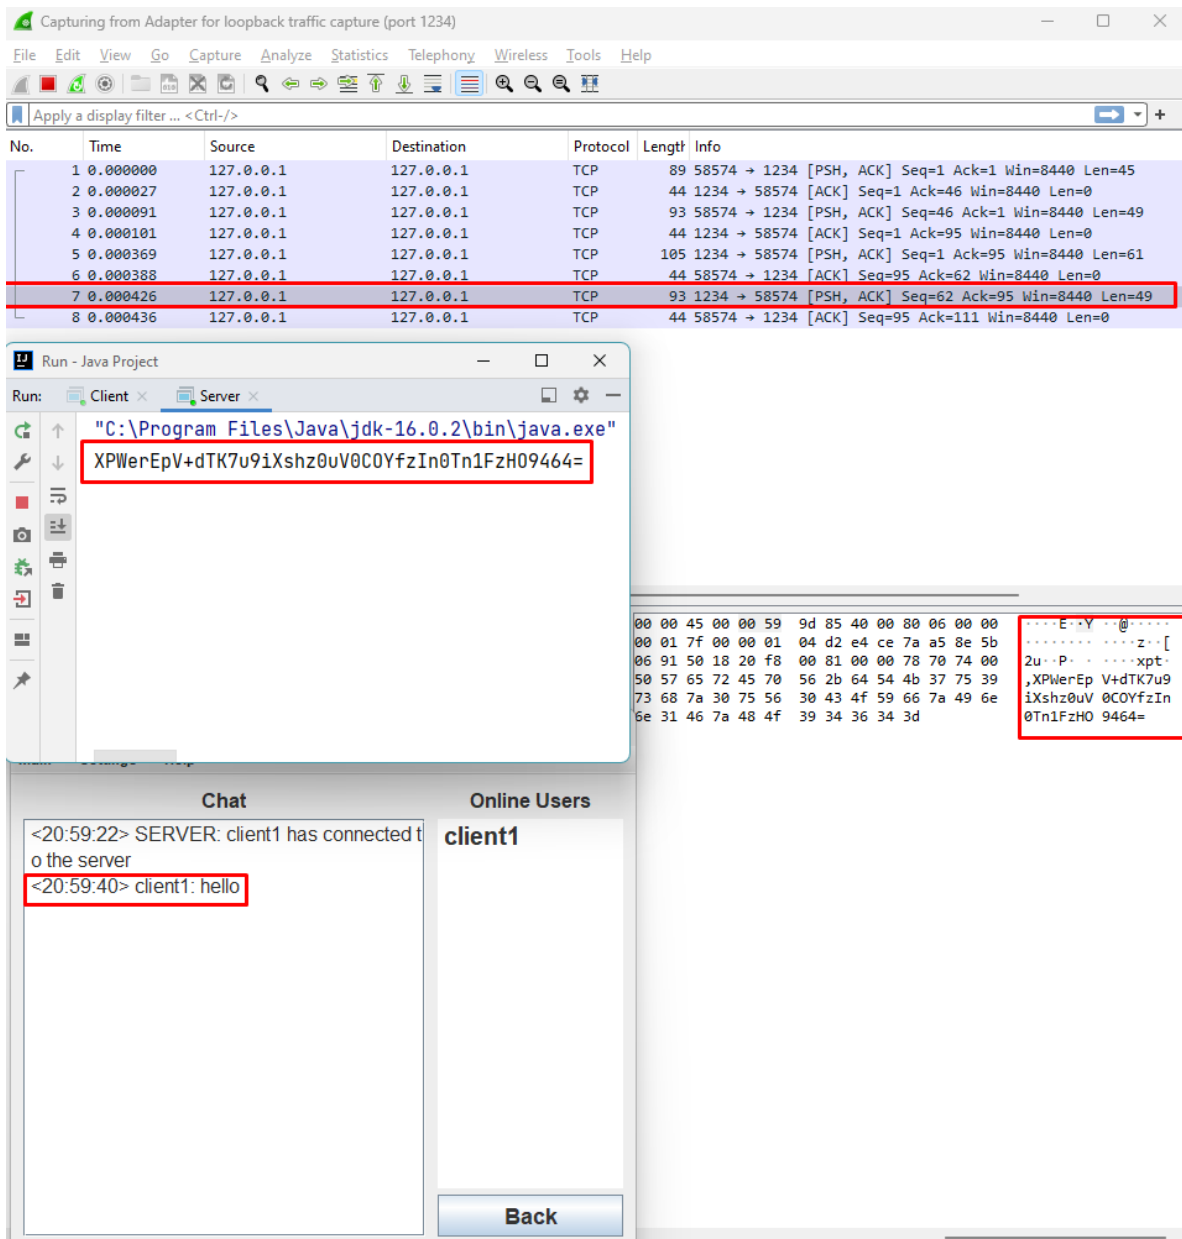 Capturing from Adapter for loopback traffic capture (port 1234)
File Edit View Go Capture Analyze Statistics Telephony Wireless Tools Help
Apply a display filter ... <Ctrl-/>
No. Time Source Destination Protocol Length Info
1 0.000000 127.0.0.1 127.0.0.1 TCP 89 58574 → 1234 [PSH, ACK] Seq=1 Ack=1 Win=8440 Len=45
2 0.000027 127.0.0.1 127.0.0.1 TCP 44 1234 → 58574 [ACK] Seq=1 Ack=46 Win=8440 Len=0
3 0.000091 127.0.0.1 127.0.0.1 TCP 93 58574 → 1234 [PSH, ACK] Seq=46 Ack=1 Win=8440 Len=49
4 0.000101 127.0.0.1 127.0.0.1 TCP 44 1234 → 58574 [ACK] Seq=1 Ack=95 Win=8440 Len=0
5 0.000369 127.0.0.1 127.0.0.1 TCP 105 1234 → 58574 [PSH, ACK] Seq=1 Ack=95 Win=8440 Len=61
6 0.000388 127.0.0.1 127.0.0.1 TCP 44 58574 → 1234 [ACK] Seq=95 Ack=62 Win=8440 Len=0
7 0.000426 127.0.0.1 127.0.0.1 TCP 93 1234 → 58574 [PSH, ACK] Seq=62 Ack=95 Win=8440 Len=49
8 0.000436 127.0.0.1 127.0.0.1 TCP 44 58574 → 1234 [ACK] Seq=95 Ack=111 Win=8440 Len=0
Run - Java Project
Run: Client Server
"C:\Program Files\Java\jdk-16.0.2\bin\java.exe"
XPWerEpV+dTK7u9iXshz0uV0COYfzIn0Tn1FzHO9464=
00 00 45 00 00 59 9d 85 40 00 80 06 00 00 ····E··Y ··@·····
00 01 7f 00 00 01 04 d2 e4 ce 7a a5 8e 5b ········ ····z··[
06 91 50 18 20 f8 00 81 00 00 78 70 74 00 2u··P· · ····xpt·
50 57 65 72 45 70 56 2b 64 54 4b 37 75 39 ,XPWerEp V+dTK7u9
73 68 7a 30 75 56 30 43 4f 59 66 7a 49 6e iXshz0uV 0COYfzIn
6e 31 46 7a 48 4f 39 34 36 34 3d 0Tn1FzHO 9464=
Chat
<20:59:22> SERVER: client1 has connected t
o the server
<20:59:40> client1: hello
Online Users
client1
Back